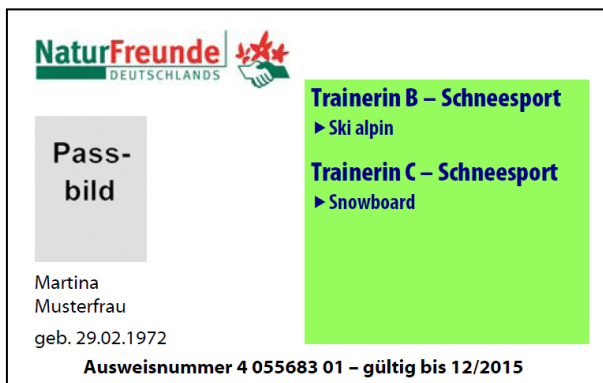 NaturFreunde
DEUTSCHLANDS
Trainerin B – Schneesport
▶ Ski alpin
Trainerin C – Schneesport
▶ Snowboard
Pass-
bild
Martina
Musterfrau
geb. 29.02.1972
Ausweisnummer 4 055683 01 – gültig bis 12/2015